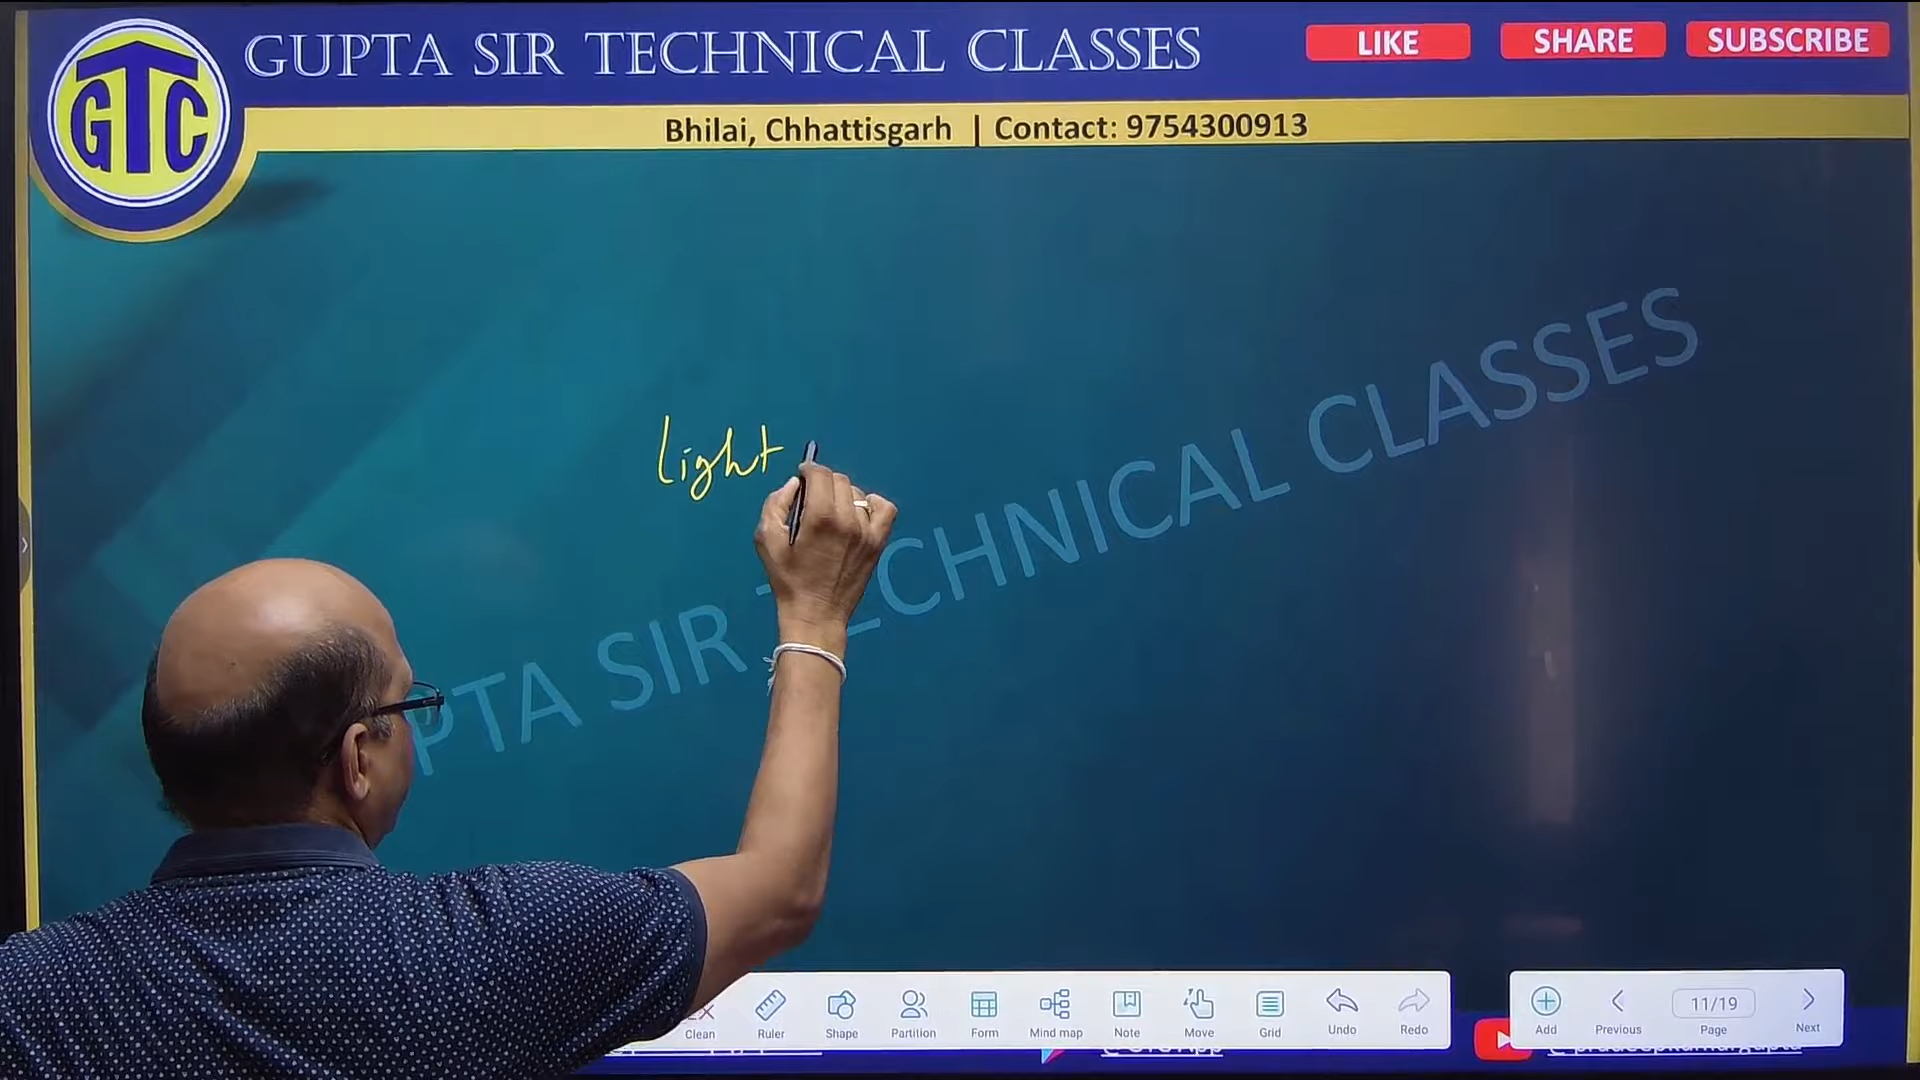 GTC
GUPTA SIR TECHNICAL CLASSES
LIKE
SHARE
SUBSCRIBE
Bhilai, Chhattisgarh | Contact: 9754300913
Light
PTA SIR TECHNICAL CLASSES
Clean
Ruler
Shape
Partition
Form
Mind map
Note
Move
Grid
Undo
Redo
Add
Previous
11/19
Page
Next